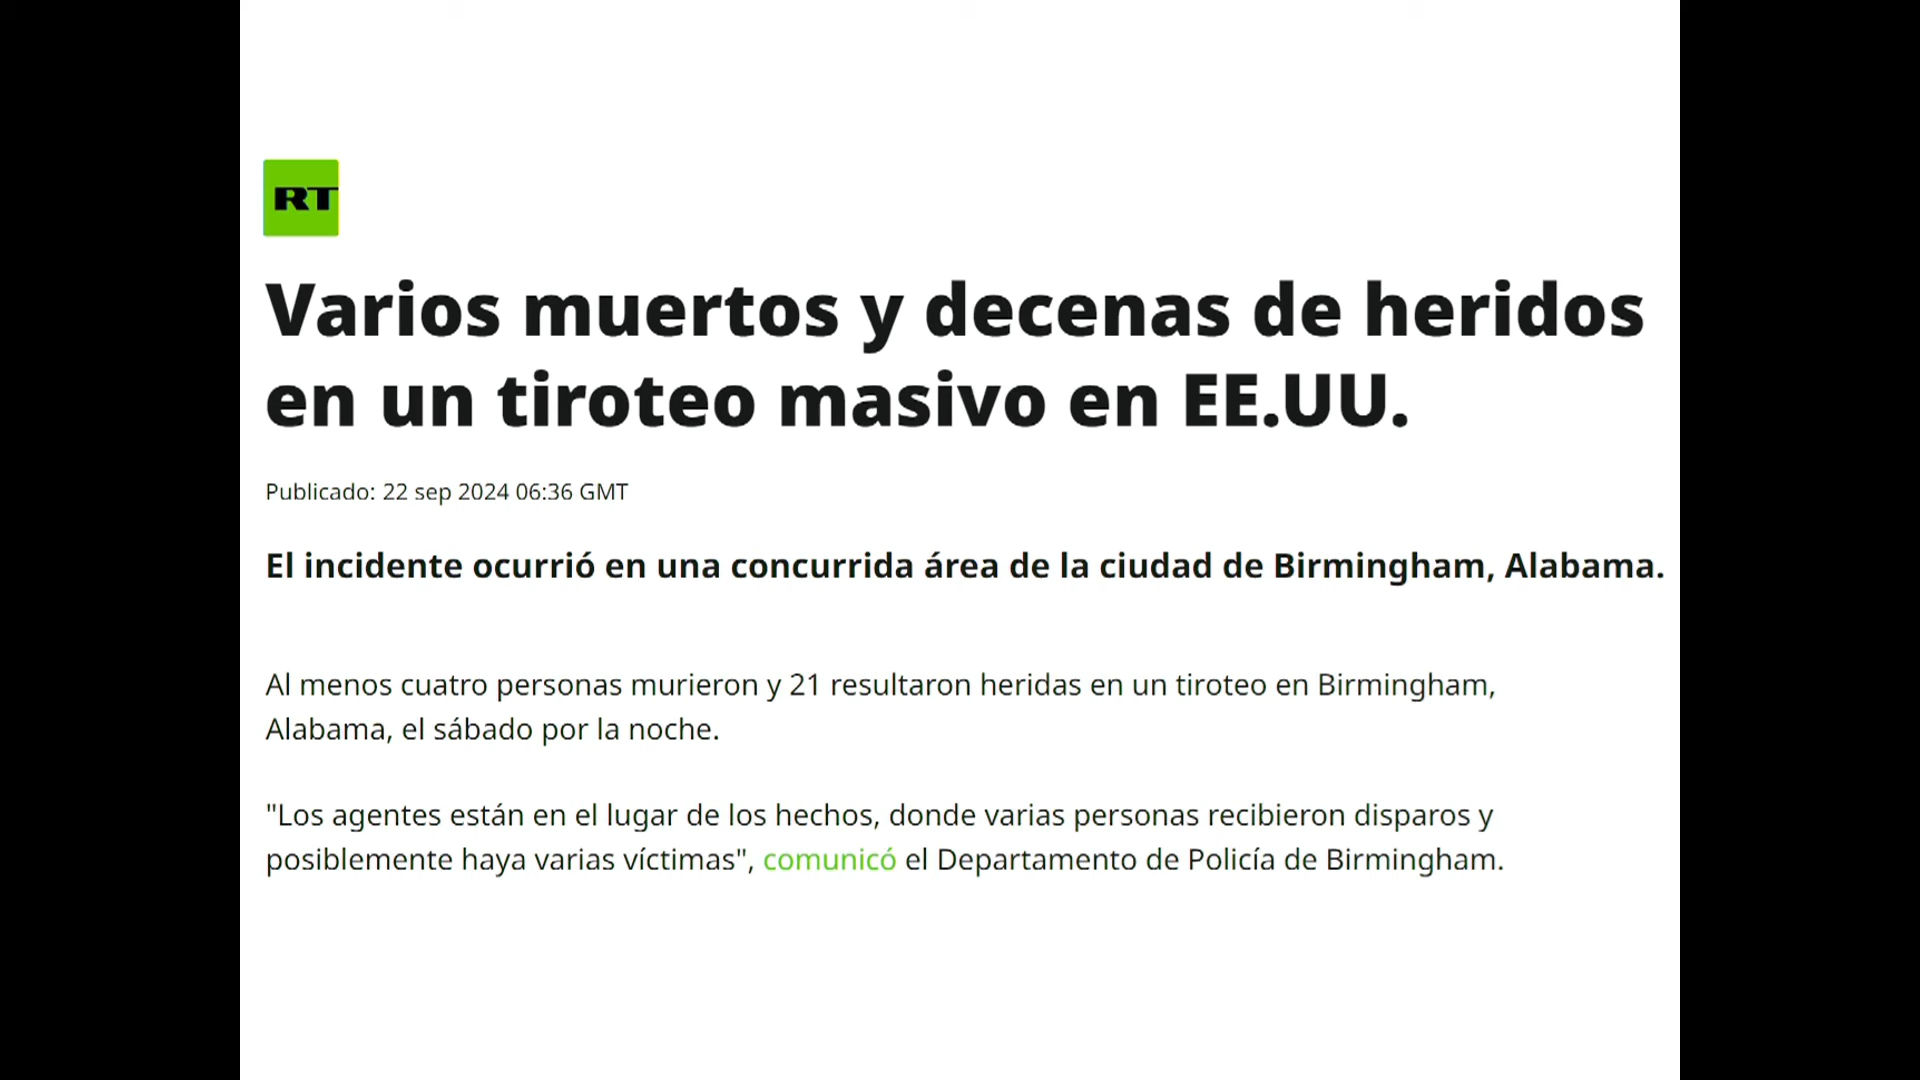 RT
Varios muertos y decenas de heridos
en un tiroteo masivo en EE.UU.
Publicado: 22 sep 2024 06:36 GMT
El incidente ocurrió en una concurrida área de la ciudad de Birmingham, Alabama.
Al menos cuatro personas murieron y 21 resultaron heridas en un tiroteo en Birmingham,
Alabama, el sábado por la noche.
"Los agentes están en el lugar de los hechos, donde varias personas recibieron disparos y
posiblemente haya varias víctimas", comunicó el Departamento de Policía de Birmingham.